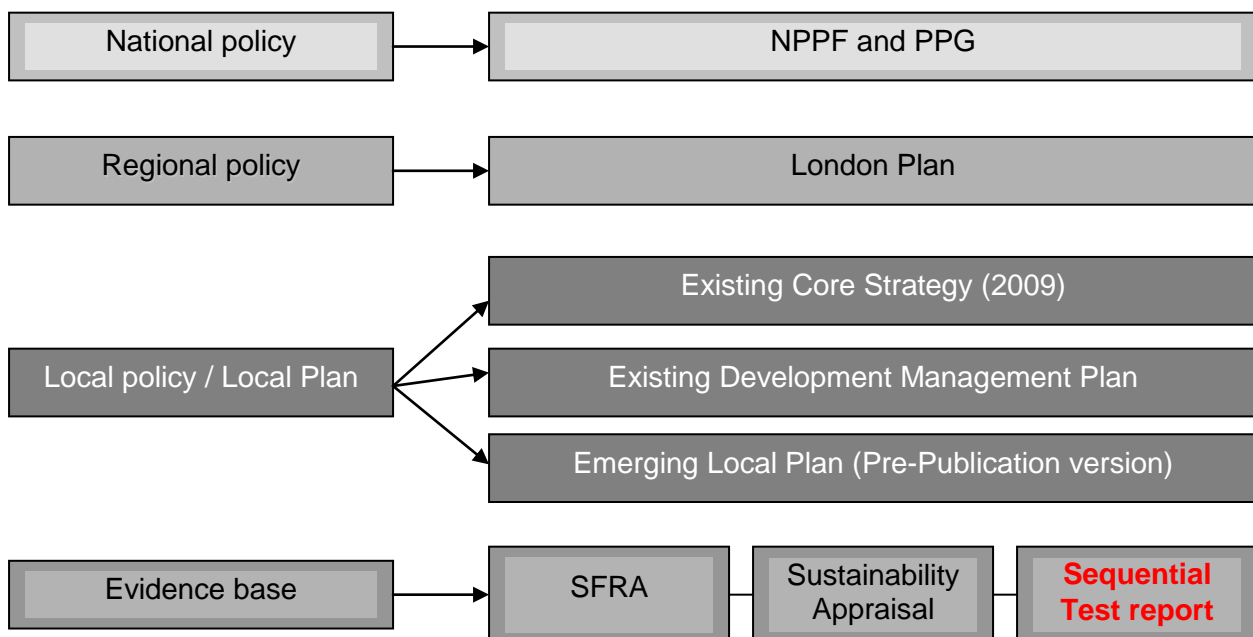 National policy
NPPF and PPG
Regional policy
London Plan
Existing Core Strategy (2009)
Local policy / Local Plan
Existing Development Management Plan
Emerging Local Plan (Pre-Publication version)
Evidence base
SFRA
Sustainability
Appraisal
Sequential
Test report